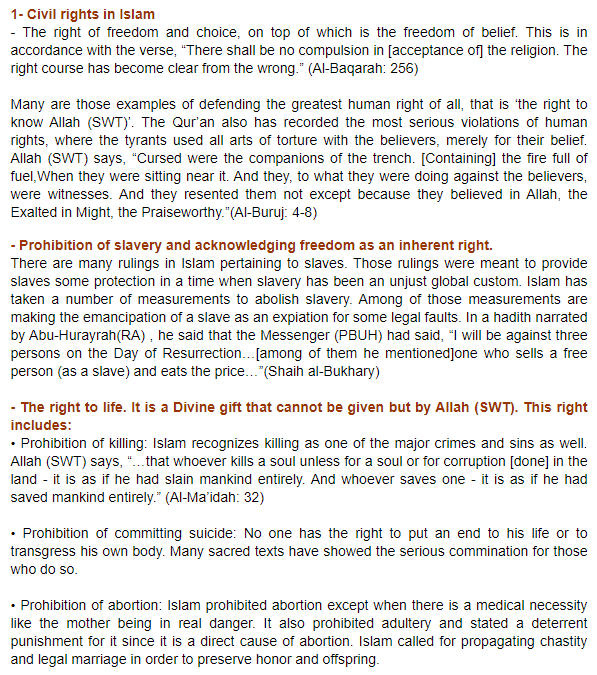 1- Civil rights in Islam
- The right of freedom and choice, on top of which is the freedom of belief. This is in
accordance with the verse, “There shall be no compulsion in [acceptance of] the religion. The
right course has become clear from the wrong.” (Al-Baqarah: 256)
Many are those examples of defending the greatest human right of all, that is ‘the right to
know Allah (SWT)’. The Qur’an also has recorded the most serious violations of human
rights, where the tyrants used all arts of torture with the believers, merely for their belief.
Allah (SWT) says, “Cursed were the companions of the trench. [Containing] the fire full of
fuel,When they were sitting near it. And they, to what they were doing against the believers,
were witnesses. And they resented them not except because they believed in Allah, the
Exalted in Might, the Praiseworthy.”(Al-Buruj: 4-8)
- Prohibition of slavery and acknowledging freedom as an inherent right.
There are many rulings in Islam pertaining to slaves. Those rulings were meant to provide
slaves some protection in a time when slavery has been an unjust global custom. Islam has
taken a number of measurements to abolish slavery. Among of those measurements are
making the emancipation of a slave as an expiation for some legal faults. In a hadith narrated
by Abu-Hurayrah(RA) , he said that the Messenger (PBUH) had said, “I will be against three
persons on the Day of Resurrection…[among of them he mentioned]one who sells a free
person (as a slave) and eats the price…”(Shaih al-Bukhary)
- The right to life. It is a Divine gift that cannot be given but by Allah (SWT). This right
includes:
• Prohibition of killing: Islam recognizes killing as one of the major crimes and sins as well.
Allah (SWT) says, “…that whoever kills a soul unless for a soul or for corruption [done] in the
land - it is as if he had slain mankind entirely. And whoever saves one - it is as if he had
saved mankind entirely.” (Al-Ma’idah: 32)
• Prohibition of committing suicide: No one has the right to put an end to his life or to
transgress his own body. Many sacred texts have showed the serious commination for those
who do so.
• Prohibition of abortion: Islam prohibited abortion except when there is a medical necessity
like the mother being in real danger. It also prohibited adultery and stated a deterrent
punishment for it since it is a direct cause of abortion. Islam called for propagating chastity
and legal marriage in order to preserve honor and offspring.